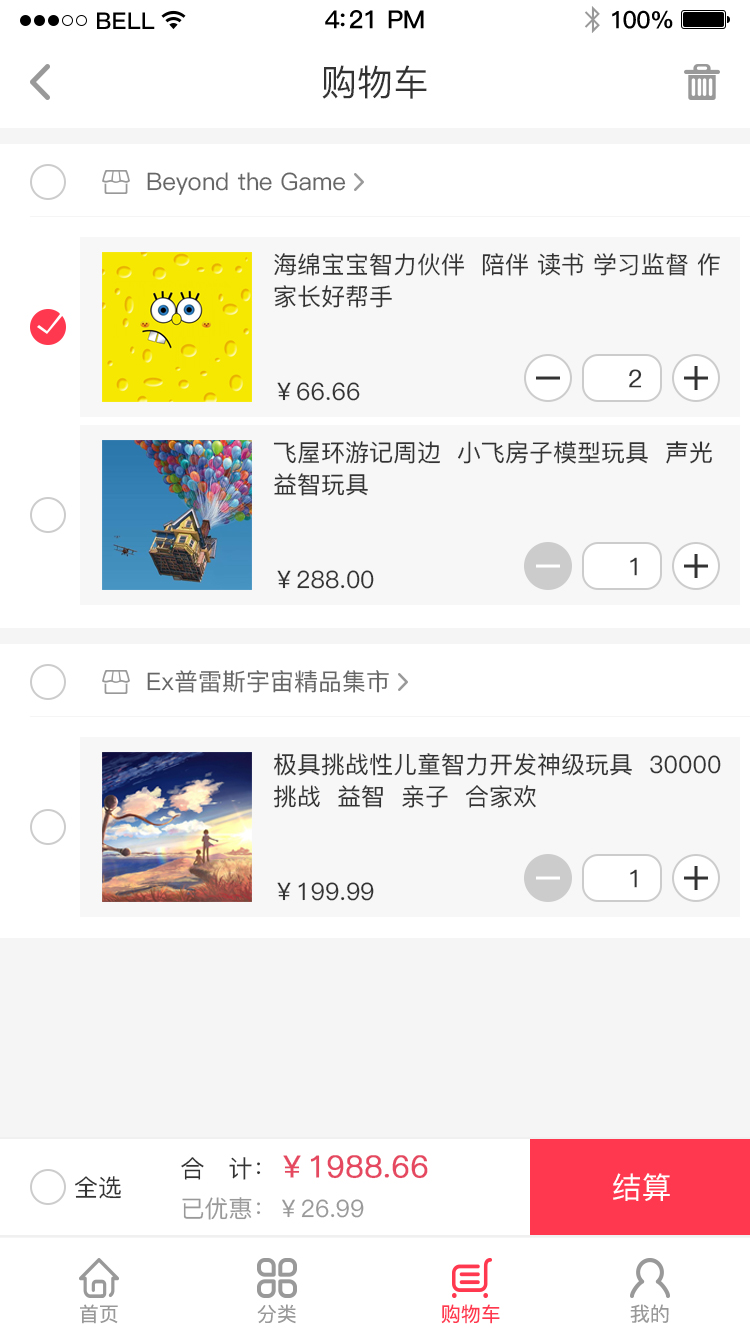 BELL 4:21 PM 100%
购物车
Beyond the Game
海绵宝宝智力伙伴 陪伴 读书 学习监督 作
家长好帮手
¥66.66 2
飞屋环游记周边 小飞房子模型玩具 声光
益智玩具
¥288.00 1
Ex普雷斯宇宙精品集市
极具挑战性儿童智力开发神级玩具 30000
挑战 益智 亲子 合家欢
¥199.99 1
全选
合 计: ¥1988.66
已优惠: ¥26.99
结算
首页 分类 购物车 我的